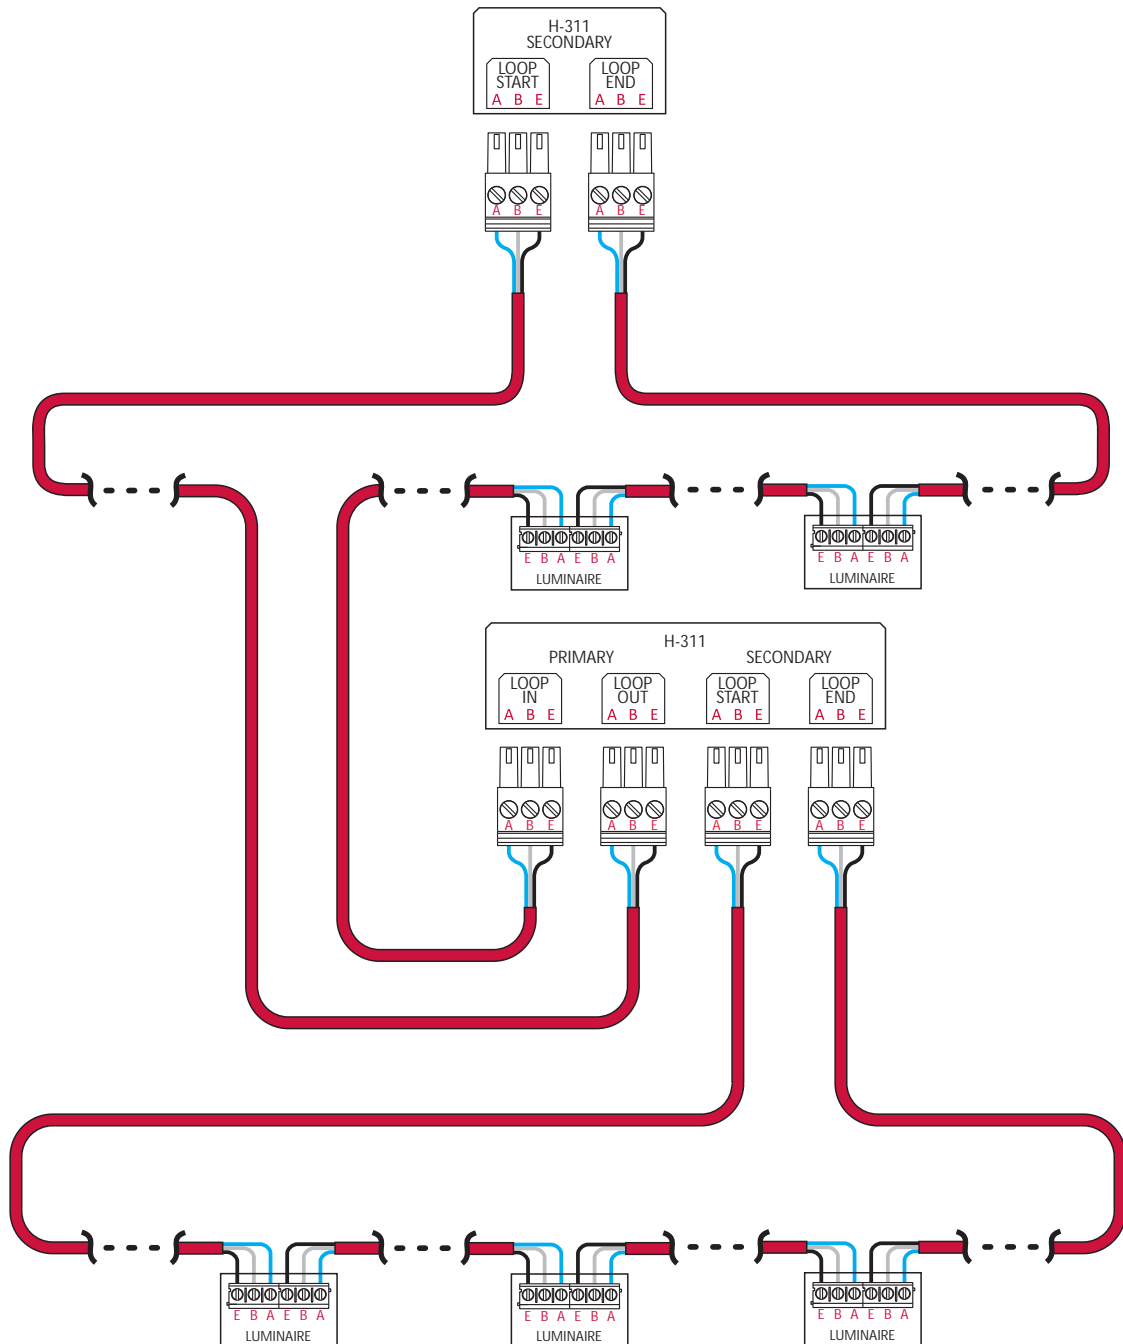 H-311
SECONDARY
LOOP START
LOOP END
A B E
A B E
A B E
A B E
E B A E B A
LUMINAIRE
E B A E B A
LUMINAIRE
H-311
PRIMARY
SECONDARY
LOOP IN
LOOP OUT
LOOP START
LOOP END
A B E
A B E
A B E
A B E
A B E
A B E
A B E
A B E
E B A E B A
LUMINAIRE
E B A E B A
LUMINAIRE
E B A E B A
LUMINAIRE